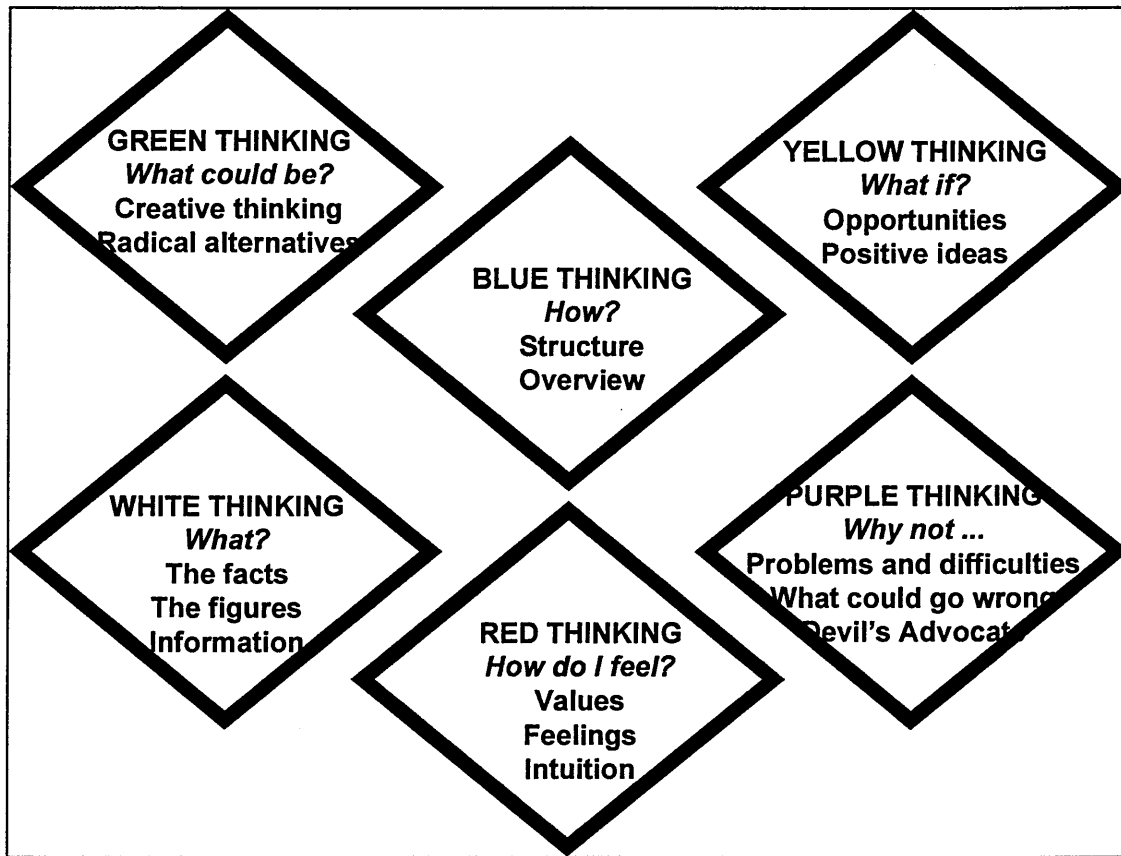 GREEN THINKING
What could be?
Creative thinking
Radical alternatives
YELLOW THINKING
What if?
Opportunities
Positive ideas
BLUE THINKING
How?
Structure
Overview
WHITE THINKING
What?
The facts
The figures
Information
PURPLE THINKING
Why not ...
Problems and difficulties
What could go wrong
Devil's Advocate
RED THINKING
How do I feel?
Values
Feelings
Intuition